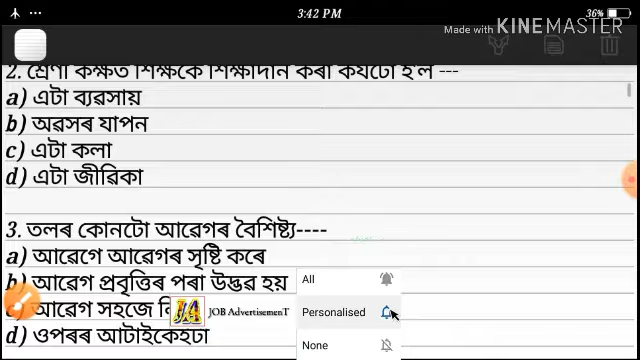 3:42 PM
36%
Made with KINEMASTER
2. শ্ৰেণী কক্ষত শিক্ষকে শিক্ষাদান কৰা কাৰ্যটো হ'ল ---
a) এটা ব্যৱসায়
b) অৱসৰ যাপন
c) এটা কলা
d) এটা জীৱিকা
3. তলৰ কোনটো আৱেগৰ বৈশিষ্ট্য----
a) আৱেগে আৱেগৰ সৃষ্টি কৰে
b) আৱেগ প্ৰবৃত্তিৰ পৰা উদ্ভৱ হয়
c) আৱেগ সহজে
d) ওপৰৰ আটাইকেইটা
JA JOB AdvertisemenT
All
Personalised
None